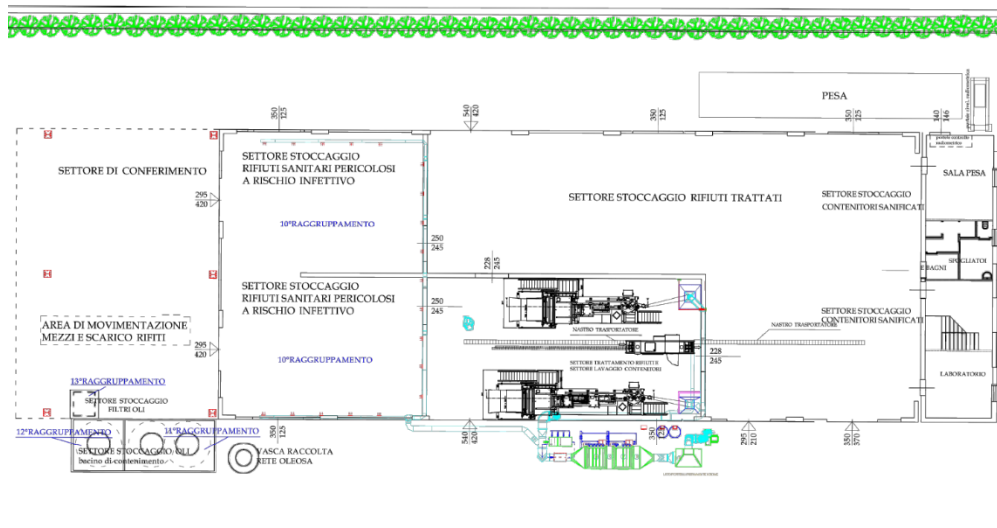 PESA
350
125
540
420
350
125
350
125
340
346
SETTORE DI CONFERIMENTO
SETTORE STOCCAGGIO
RIFIUTI SANITARI PERICOLOSI
A RISCHIO INFETTIVO
10°RAGGRUPPAMENTO
295
420
250
245
SETTORE STOCCAGGIO RIFIUTI TRATTATI
SETTORE STOCCAGGIO
CONTENITORI SANIFICATI
SALA PESA
SPOGLIATOI
E BAGNI
228
245
SETTORE STOCCAGGIO
RIFIUTI SANITARI PERICOLOSI
A RISCHIO INFETTIVO
250
245
10°RAGGRUPPAMENTO
AREA DI MOVIMENTAZIONE
MEZZI E SCARICO RIFITI
295
420
NASTRO TRASPORTATORE
NASTRO TRASPORTATORE
SETTORE STOCCAGGIO
CONTENITORI SANIFICATI
SETTORE TRATTAMENTO RIFIUTI E
SETTORE LAVAGGIO CONTENITORI
228
245
LABORATORIO
13°RAGGRUPPAMENTO
SETTORE STOCCAGGIO
FILTRI OLI
12°RAGGRUPPAMENTO
11°RAGGRUPPAMENTO
SETTORE STOCCAGGIO OLI
bacino di contenimento
VASCA RACCOLTA
RETE OLEOSA
350
125
540
420
350
295
210
350
370